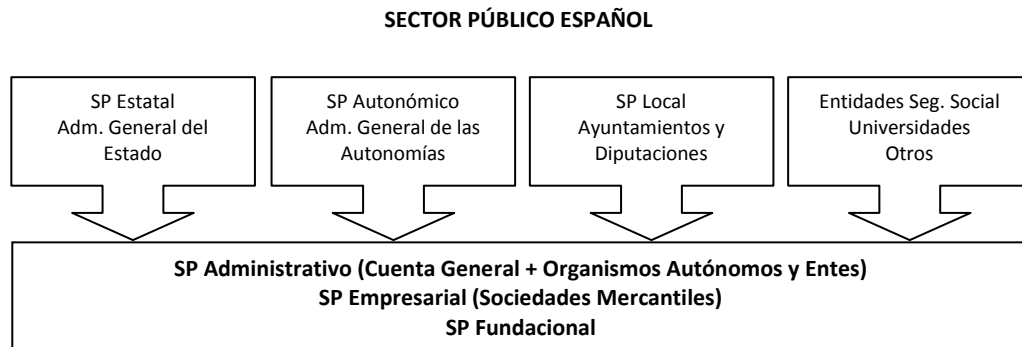 SECTOR PÚBLICO ESPAÑOL
SP Estatal
Adm. General del
Estado
SP Autonómico
Adm. General de las
Autonomías
SP Local
Ayuntamientos y
Diputaciones
Entidades Seg. Social
Universidades
Otros
SP Administrativo (Cuenta General + Organismos Autónomos y Entes)
SP Empresarial (Sociedades Mercantiles)
SP Fundacional